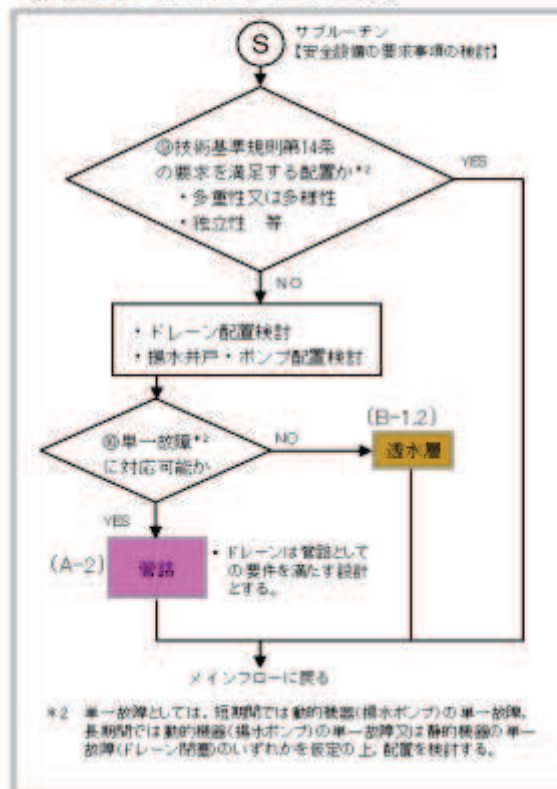 S
サブルーチン
【安全設備の要求事項の検討】
⑨技術基準規則第14条
の要求を満足する配置か*2
・多重性又は多様性
・独立性 等
YES
NO
・ドレーン配置検討
・揚水井戸・ポンプ配置検討
⑩単一故障*2
に対応可能か
NO
(B-1,2)
透水層
YES
(A-2)
管路
・ドレーンは管路として
の要件を満たす設計
とする。
メインフローに戻る
*2 単一故障としては、短期間では動的機器(揚水ポンプ)の単一故障、
長期間では動的機器(揚水ポンプ)の単一故障又は静的機器の単一
故障(ドレーン閉塞)のいずれかを仮定の上、配置を検討する。